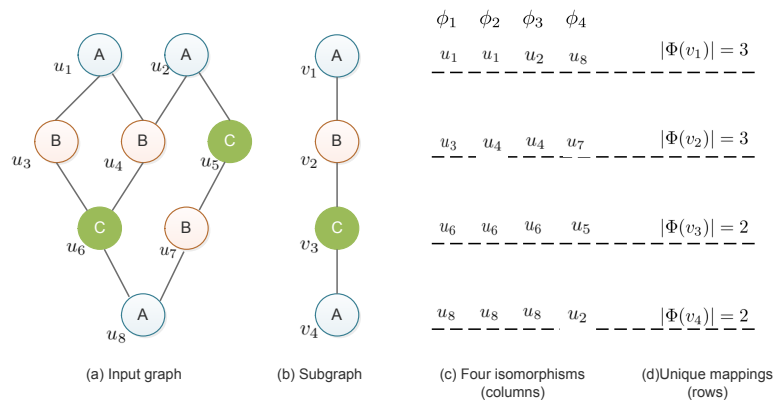 A A
u1 u2
B B C
u3 u4 u5
C B
u6 u7
A
u8
(a) Input graph
A
v1
B
v2
C
v3
A
v4
(b) Subgraph
ϕ1 ϕ2 ϕ3 ϕ4
u1 u1 u2 u8 |Φ(v1)| = 3
u3 u4 u4 u7 |Φ(v2)| = 3
u6 u6 u6 u5 |Φ(v3)| = 2
u8 u8 u8 u2 |Φ(v4)| = 2
(c) Four isomorphisms
(columns)
(d)Unique mappings
(rows)